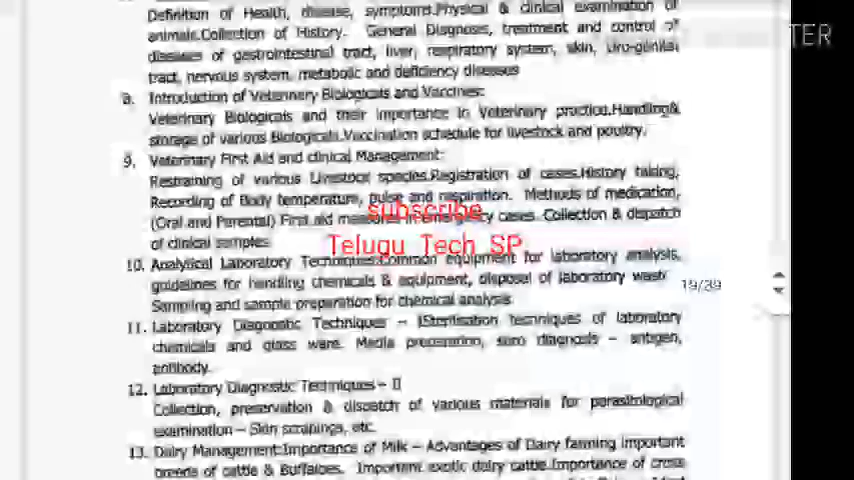 Definition of Health, disease, symptoms.Physical & clinical examination of
animals.Collection of History. General Diagnosis, treatment and control of
diseases of gastrointestinal tract, liver, respiratory system, skin, Uro-genital
tract, nervous system, metabolic and deficiency diseases
8. Introduction of Veterinary Biologicals and Vaccines:
Veterinary Biologicals and their importance in Veterinary practice.Handling&
storage of various Biologicals.Vaccination schedule for livestock and poultry.
9. Veterinary First Aid and clinical Management:
Restraining of various Livestock species.Registration of cases.History taking,
Recording of Body temperature, pulse and respiration. Methods of medication,
subscribe
(Oral and Parental) First aid measures in emergency cases. Collection & dispatch
of clinical samples
Telugu Tech SP
10. Analytical Laboratory Techniques:Common equipment for laboratory analysis,
guidelines for handling chemicals & equipment, disposal of laboratory wast
19/29
Sampling and sample preparation for chemical analysis
11. Laboratory Diagnostic Techniques – ISterilisation techniques of laboratory
chemicals and glass ware. Media preparation, sero diagnosis – antigen,
antibody.
12. Laboratory Diagnostic Techniques – II
Collection, preservation & dispatch of various materials for parasitological
examination – Skin scrapings, etc.
13. Dairy Management:Importance of Milk – Advantages of Dairy farming important
breeds of cattle & Buffaloes. Important exotic dairy cattle.Importance of cross